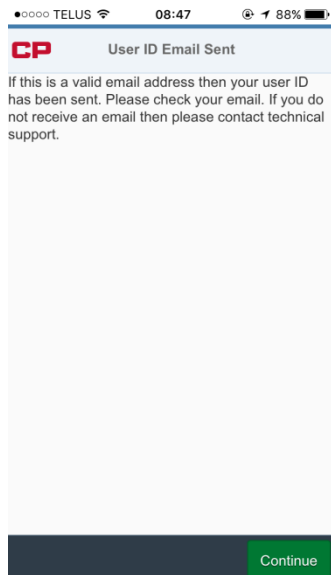 TELUS 08:47 88%
CP User ID Email Sent
If this is a valid email address then your user ID
has been sent. Please check your email. If you do
not receive an email then please contact technical
support.
Continue